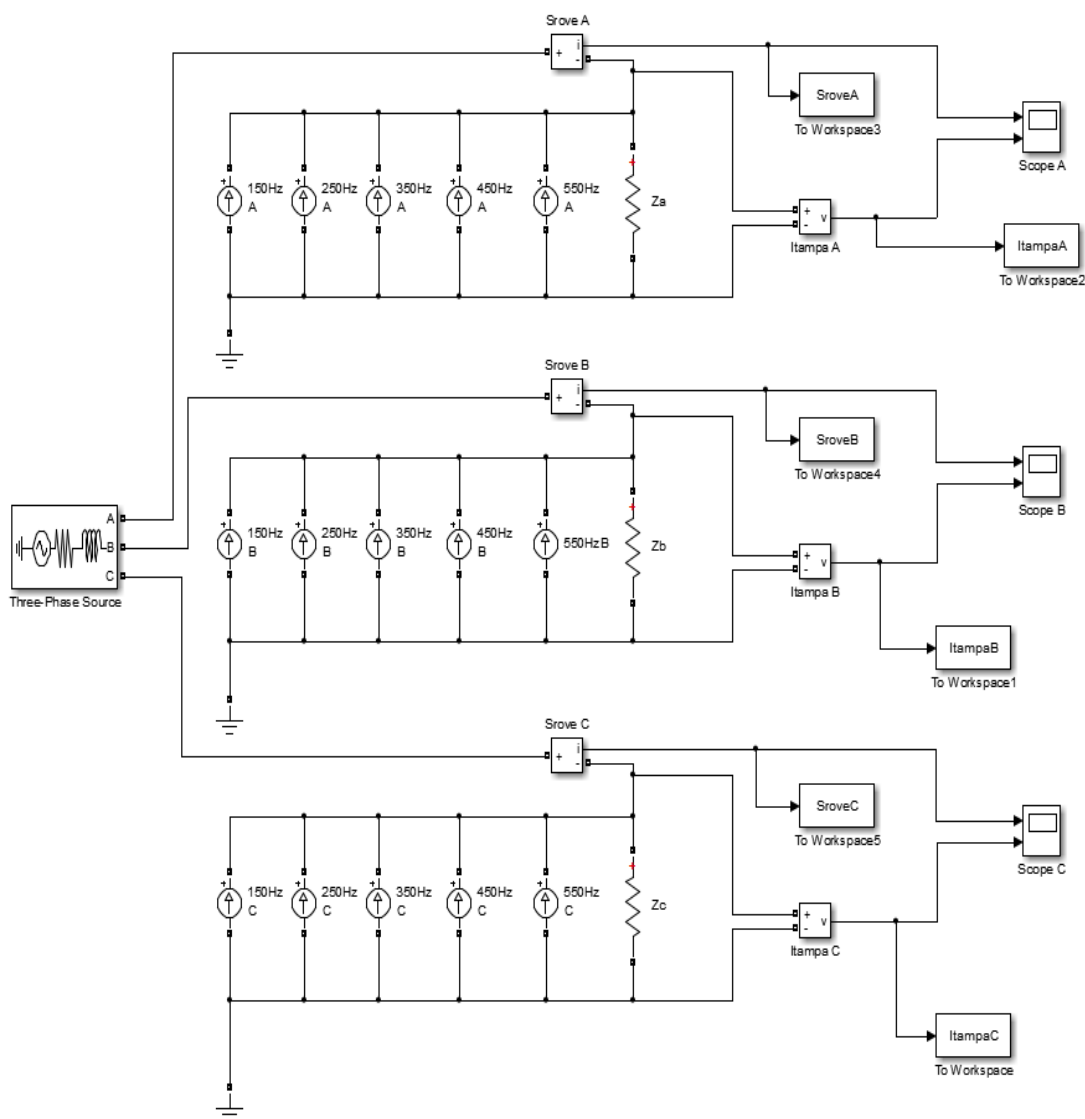 Srove A
+
i
-
SroveA
To Workspace3
Scope A
+
150Hz
A
+
250Hz
A
+
350Hz
A
+
450Hz
A
+
550Hz
A
+
Za
+
-
v
Itampa A
ItampaA
To Workspace2
Srove B
+
i
-
SroveB
To Workspace4
Scope B
+
150Hz
B
+
250Hz
B
+
350Hz
B
+
450Hz
B
+
550HzB
+
Zb
+
-
v
Itampa B
ItampaB
To Workspace1
A
B
C
Three-Phase Source
Srove C
+
i
-
SroveC
To Workspace5
Scope C
+
150Hz
C
+
250Hz
C
+
350Hz
C
+
450Hz
C
+
550Hz
C
+
Zc
+
-
v
Itampa C
ItampaC
To Workspace